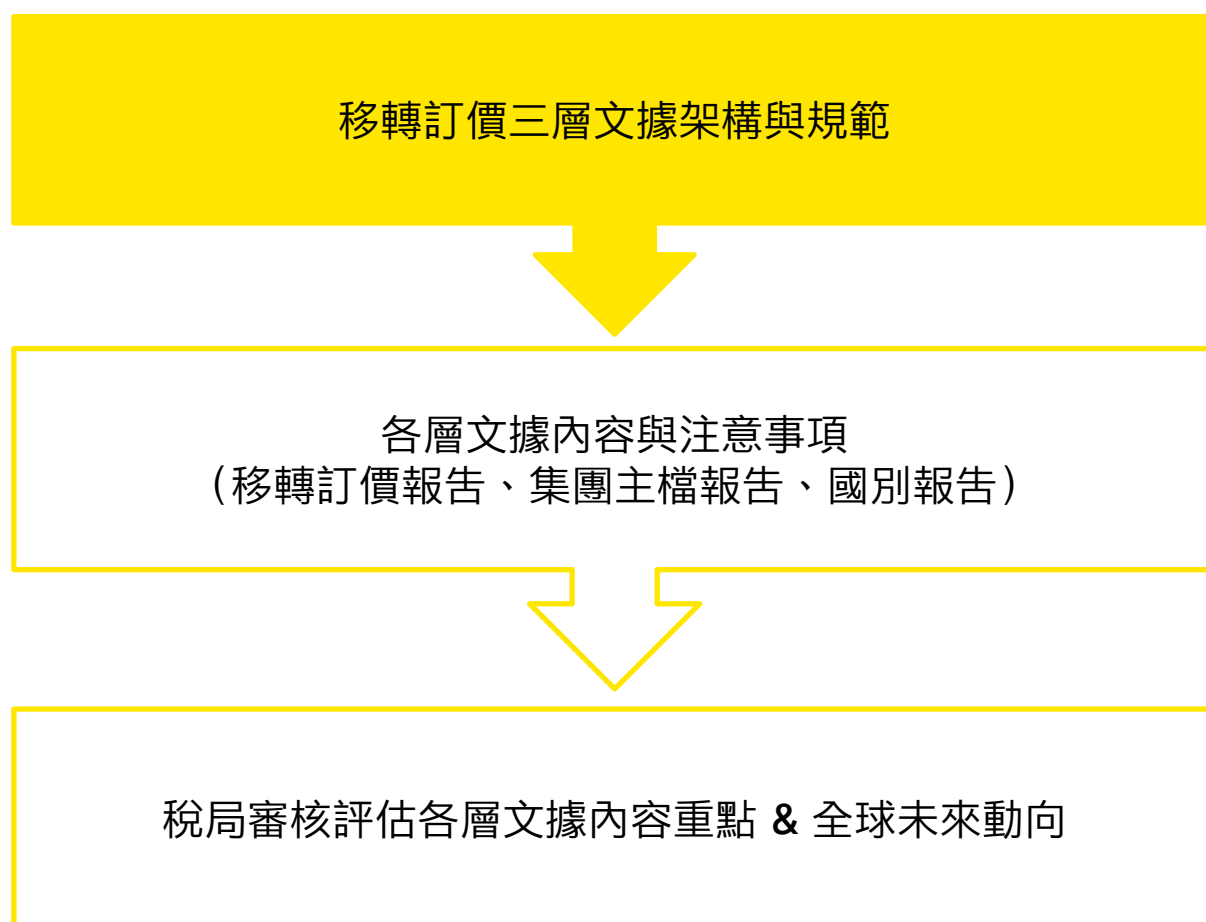 移轉訂價三層文據架構與規範
各層文據內容與注意事項
（移轉訂價報告、集團主檔報告、國別報告）
稅局審核評估各層文據內容重點 & 全球未來動向